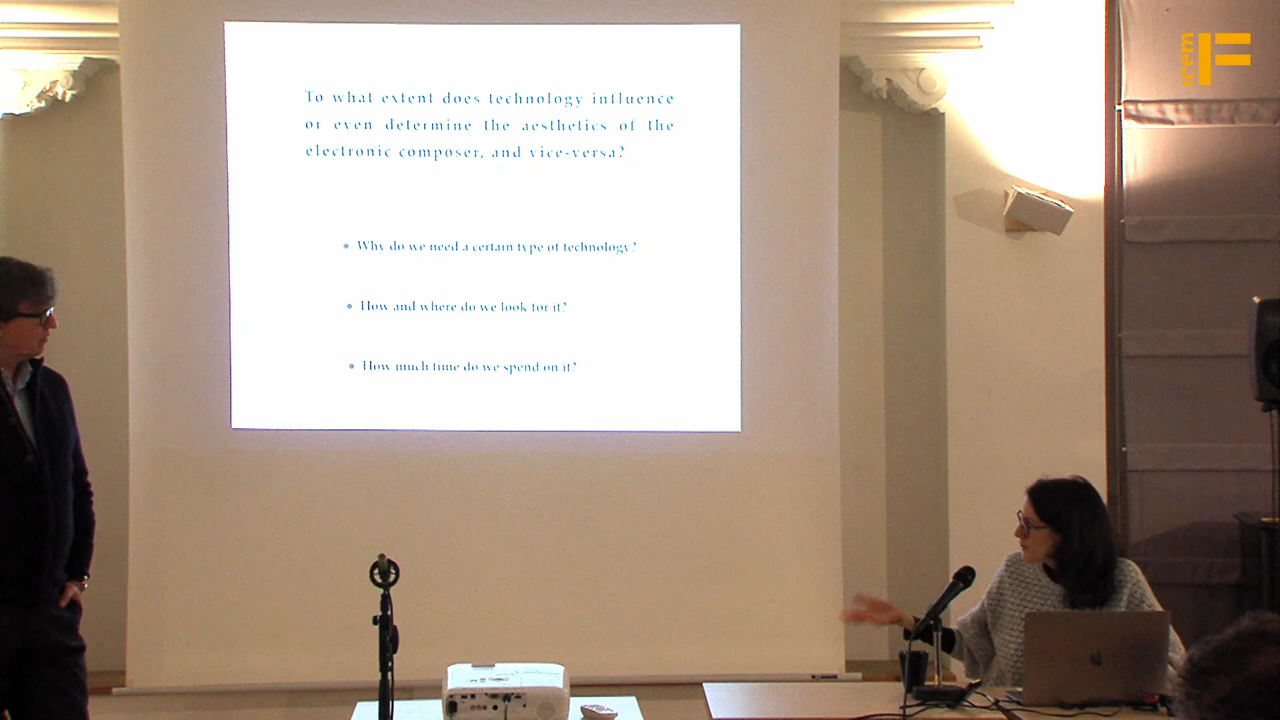 To what extent does technology influence
or even determine the aesthetics of the
electronic composer, and vice-versa?
• Why do we need a certain type of technology?
• How and where do we look for it?
• How much time do we spend on it?
irem
F